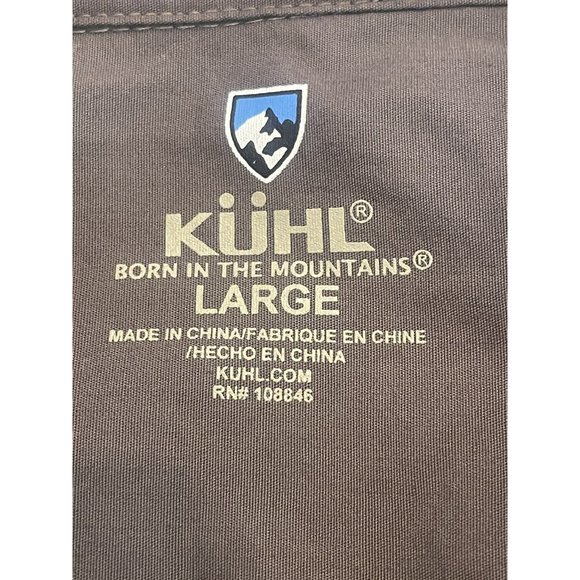 KÜHL®
BORN IN THE MOUNTAINS®
LARGE
MADE IN CHINA/FABRIQUE EN CHINE
/HECHO EN CHINA
KUHL.COM
RN# 108846